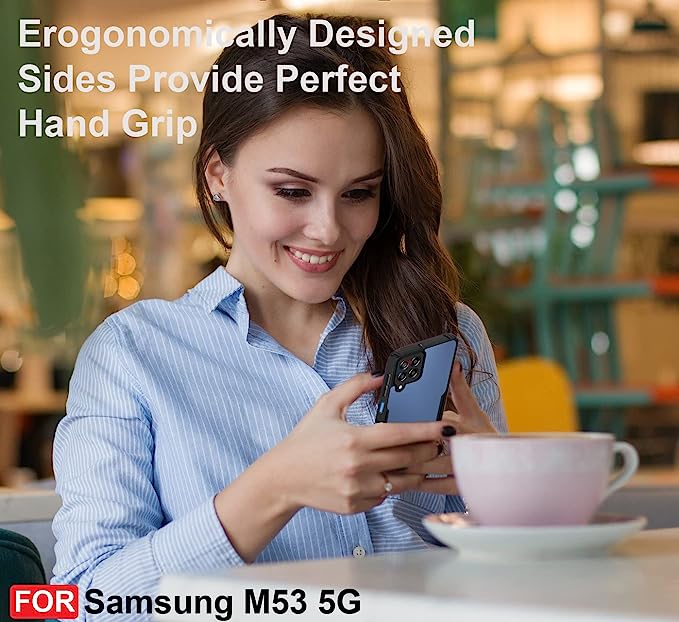 Erogonomically Designed
Sides Provide Perfect
Hand Grip
FOR Samsung M53 5G